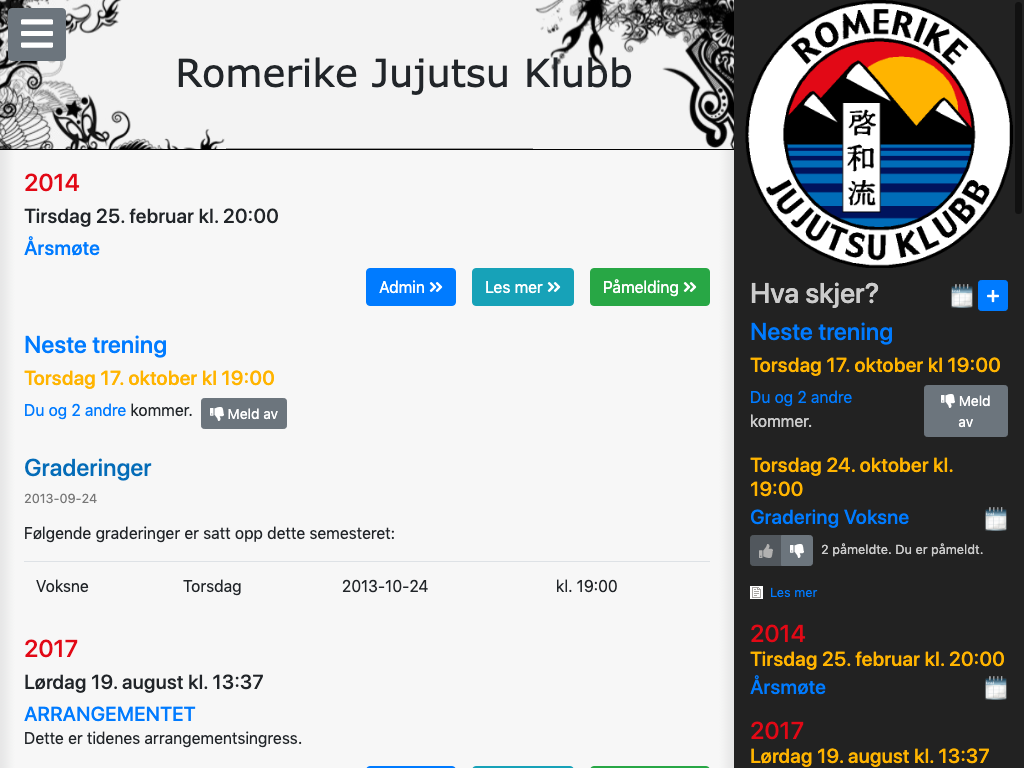 Romerike Jujutsu Klubb
2014
Tirsdag 25. februar kl. 20:00
Årsmøte
Admin »
Les mer »
Påmelding »
Neste trening
Torsdag 17. oktober kl 19:00
Du og 2 andre kommer.
Meld av
Graderinger
2013-09-24
Følgende graderinger er satt opp dette semesteret:
Voksne Torsdag 2013-10-24 kl. 19:00
2017
Lørdag 19. august kl. 13:37
ARRANGEMENTET
Dette er tidenes arrangementsingress.
ROMERIKE
啓和流
JUJUTSU KLUBB
Hva skjer?
+
Neste trening
Torsdag 17. oktober kl 19:00
Du og 2 andre
kommer.
Meld
av
Torsdag 24. oktober kl.
19:00
Gradering Voksne
2 påmeldte. Du er påmeldt.
Les mer
2014
Tirsdag 25. februar kl. 20:00
Årsmøte
2017
Lørdag 19. august kl. 13:37